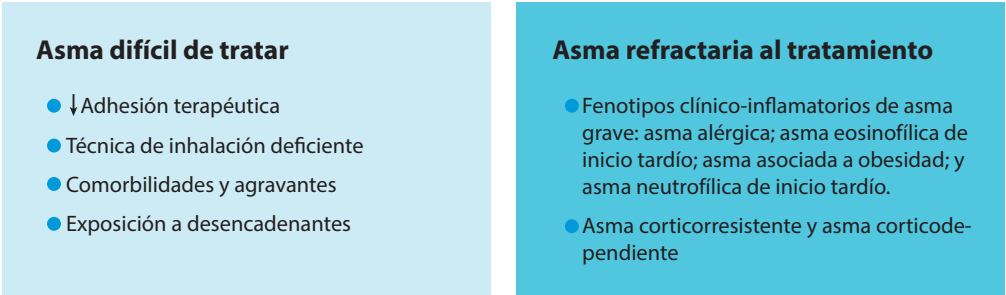 Asma difícil de tratar
● ↓Adhesión terapéutica
● Técnica de inhalación deficiente
● Comorbilidades y agravantes
● Exposición a desencadenantes
Asma refractaria al tratamiento
● Fenotipos clínico-inflamatorios de asma
grave: asma alérgica; asma eosinofílica de
inicio tardío; asma asociada a obesidad; y
asma neutrofílica de inicio tardío.
● Asma corticorresistente y asma corticode-
pendiente